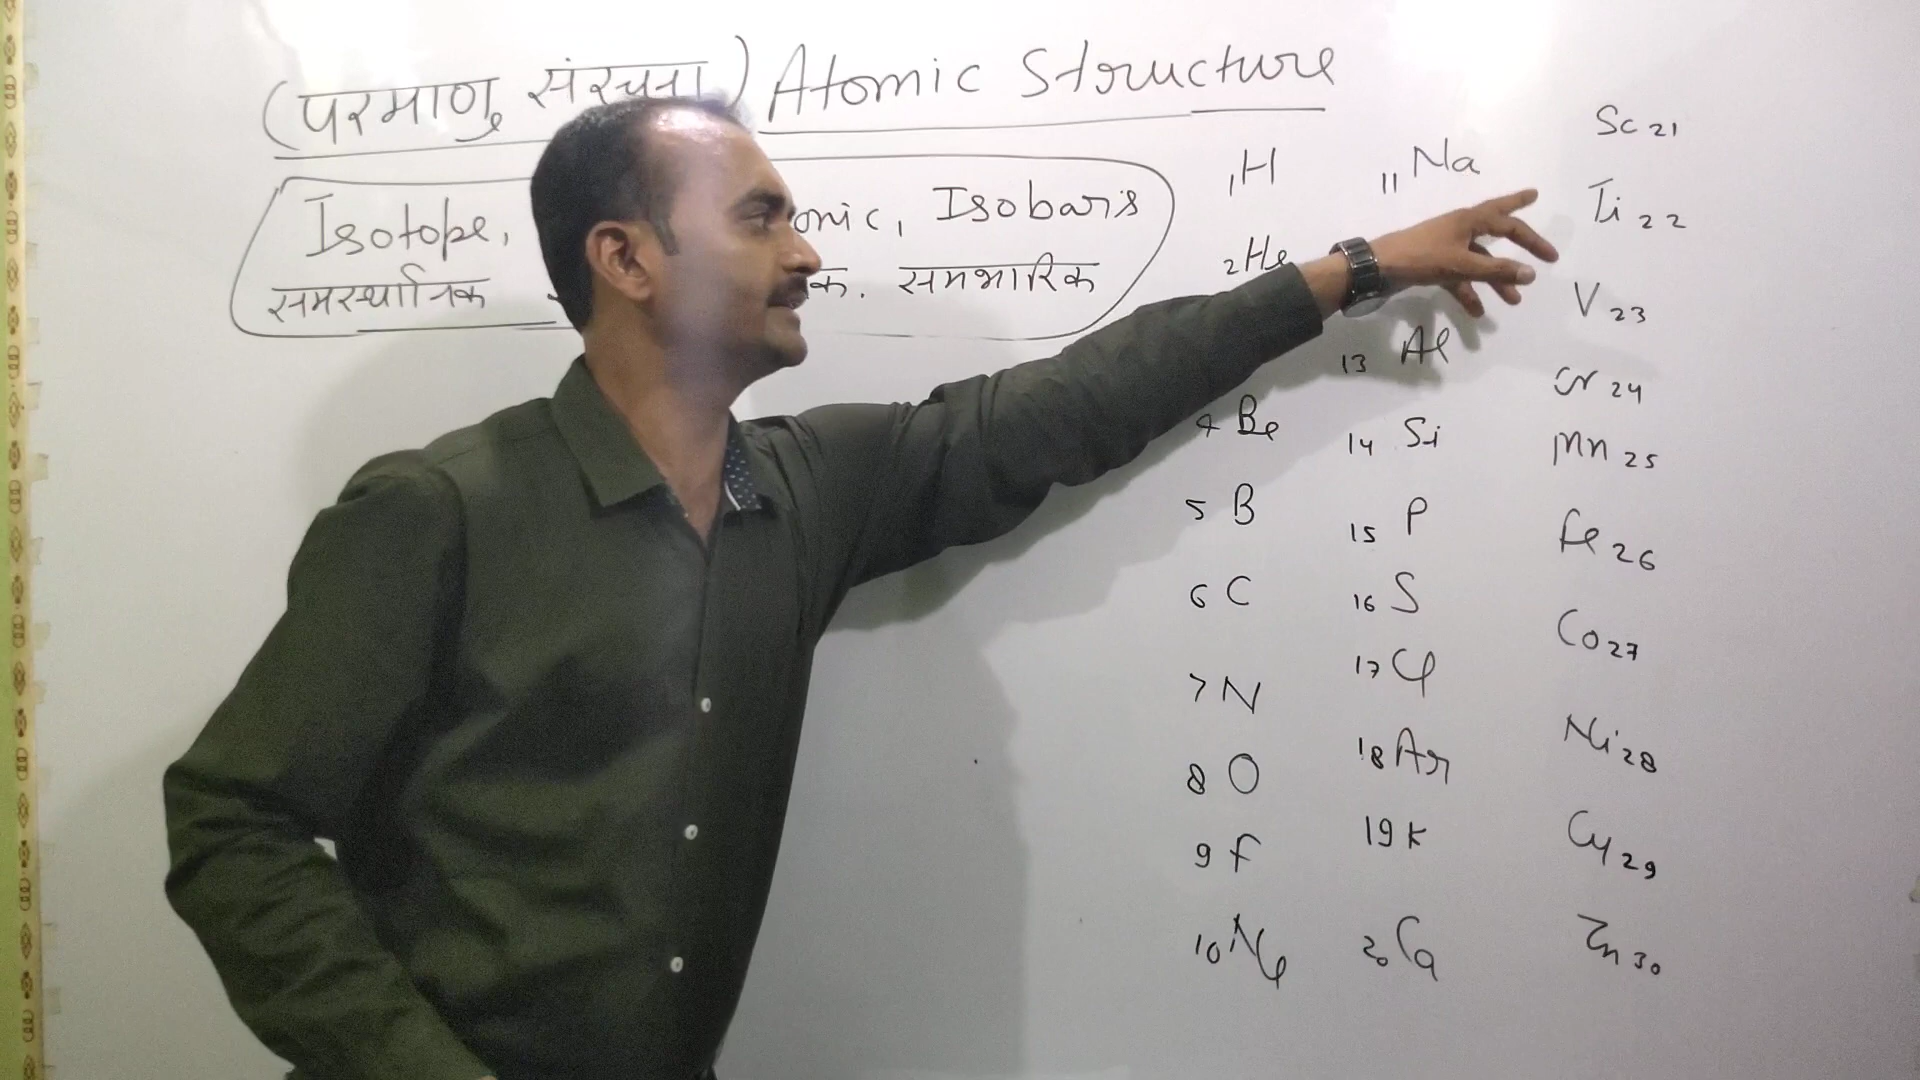 (परमाणु संरचना) Atomic Structure
Isotope, onic, Isobaris
समस्थानिक क. समभारिक
1H
2He
4 Be
5 B
6 C
7 N
8 O
9 F
10 Ne
11 Na
13 Al
14 Si
15 P
16 S
17 Cl
18 Ar
19 K
20 Ca
Sc 21
Ti 22
V 23
Cr 24
Mn 25
Fe 26
Co 27
Ni 28
Cu 29
Zn 30